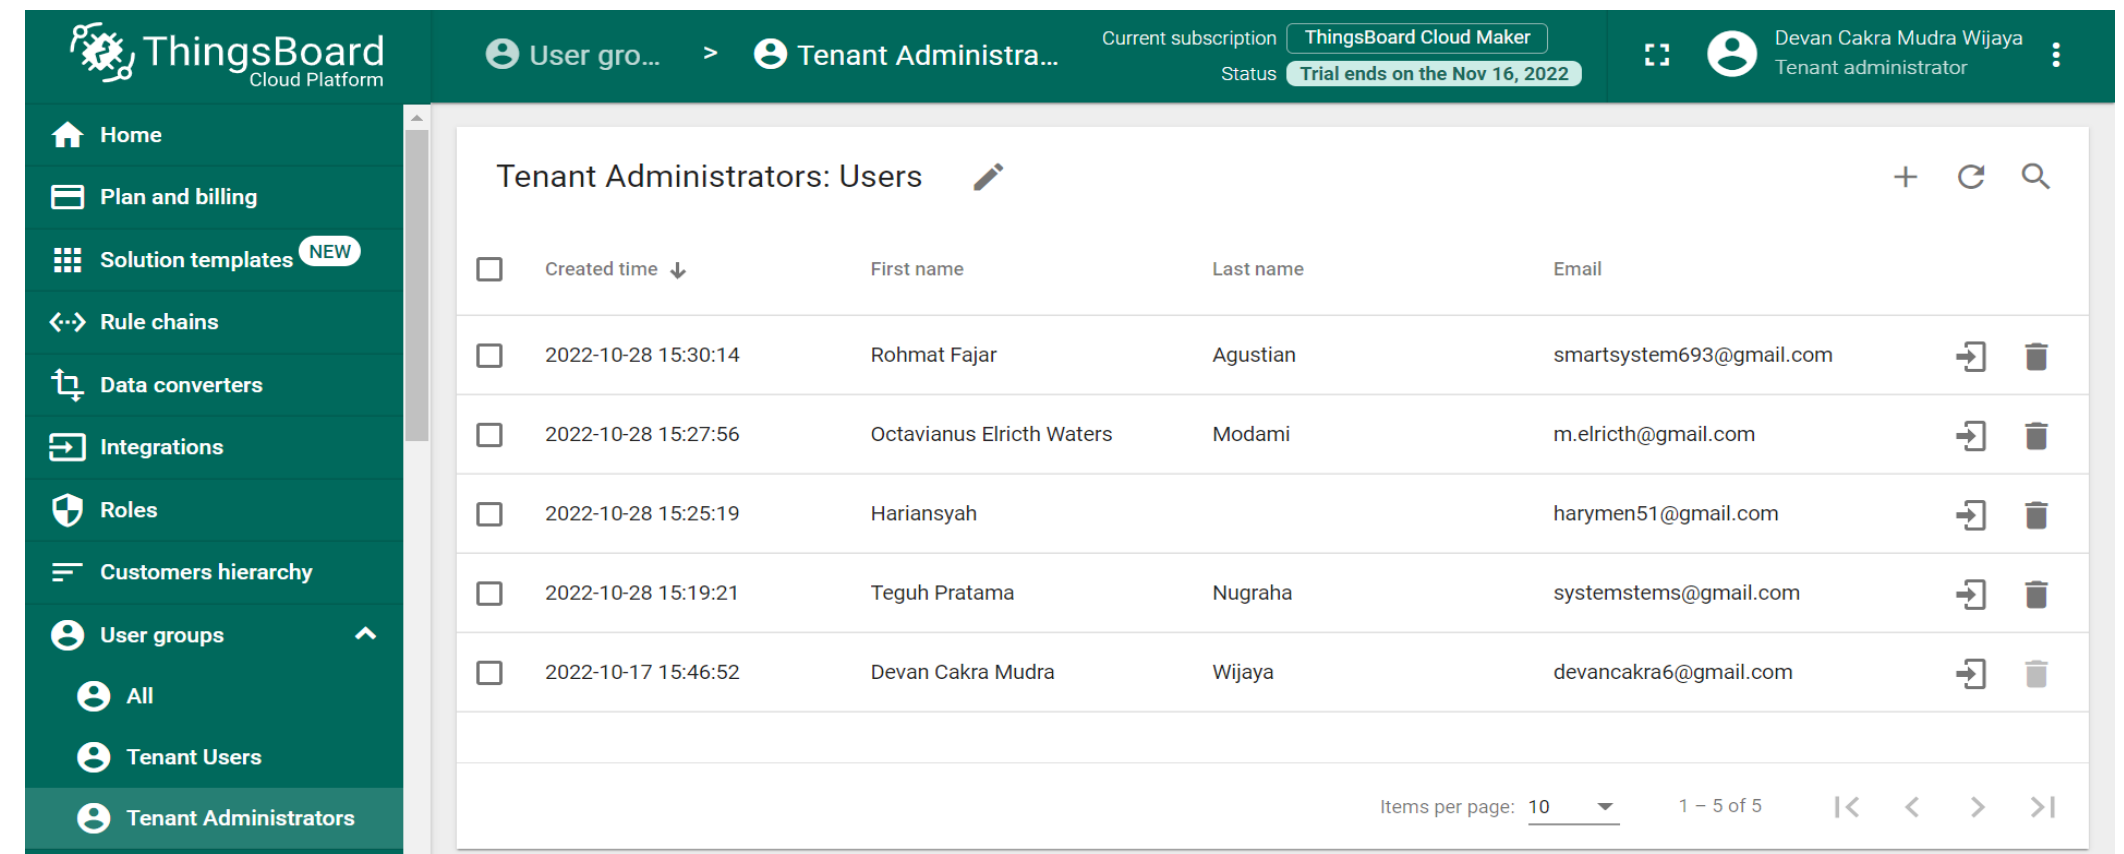 ThingsBoard
Cloud Platform
User gro... > Tenant Administra...
Current subscription ThingsBoard Cloud Maker
Status Trial ends on the Nov 16, 2022
Devan Cakra Mudra Wijaya
Tenant administrator
Home
Plan and billing
Solution templates NEW
Rule chains
Data converters
Integrations
Roles
Customers hierarchy
User groups
All
Tenant Users
Tenant Administrators
Tenant Administrators: Users
Created time First name Last name Email
2022-10-28 15:30:14 Rohmat Fajar Agustian smartsystem693@gmail.com
2022-10-28 15:27:56 Octavianus Elricth Waters Modami m.elricth@gmail.com
2022-10-28 15:25:19 Hariansyah harymen51@gmail.com
2022-10-28 15:19:21 Teguh Pratama Nugraha systemstems@gmail.com
2022-10-17 15:46:52 Devan Cakra Mudra Wijaya devancakra6@gmail.com
Items per page: 10 1 – 5 of 5